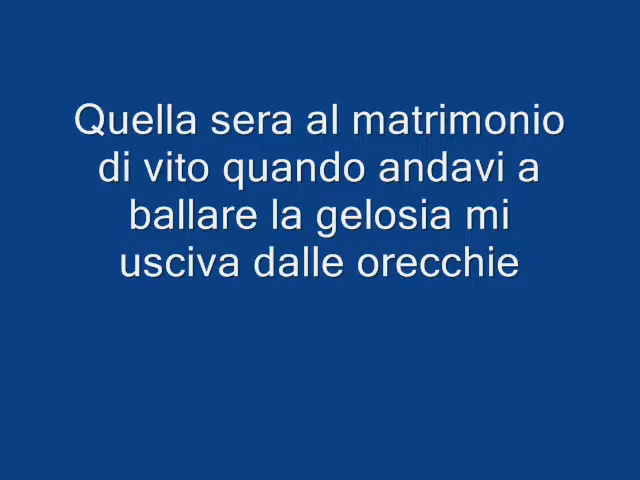 Quella sera al matrimonio
di vito quando andavi a
ballare la gelosia mi
usciva dalle orecchie